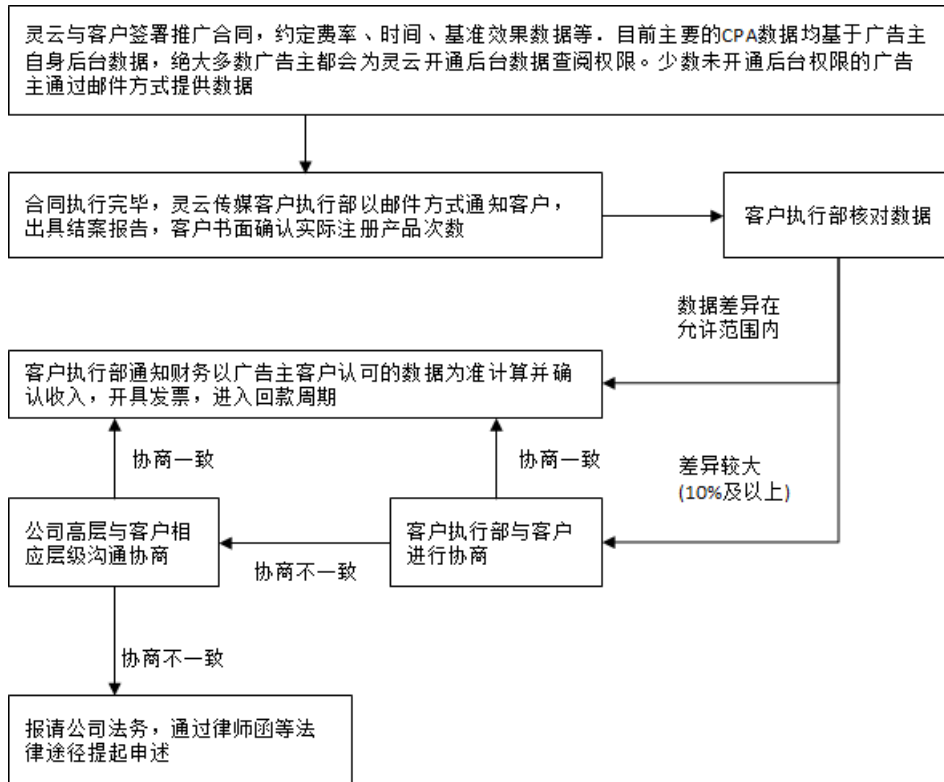 灵云与客户签署推广合同，约定费率、时间、基准效果数据等．目前主要的CPA数据均基于广告主
自身后台数据，绝大多数广告主都会为灵云开通后台数据查阅权限。少数未开通后台权限的广告
主通过邮件方式提供数据
合同执行完毕，灵云传媒客户执行部以邮件方式通知客户，
出具结案报告，客户书面确认实际注册产品次数
客户执行部核对数据
数据差异在
允许范围内
客户执行部通知财务以广告主客户认可的数据为准计算并确
认收入，开具发票，进入回款周期
协商一致
协商一致
差异较大
(10%及以上)
公司高层与客户相
应层级沟通协商
协商不一致
客户执行部与客户
进行协商
协商不一致
报请公司法务，通过律师函等法
律途径提起申述